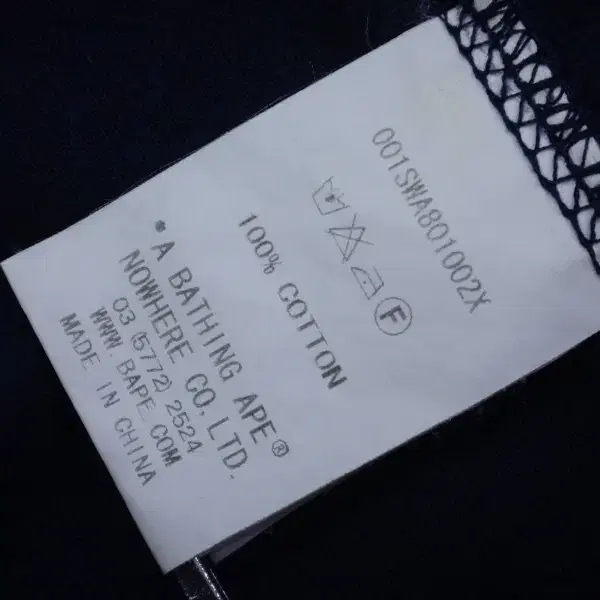 001SWA801002X
F
100% COTTON
• A BATHING APE®
NOWHERE CO. LTD.
03 (5772) 2524
WWW BAPE.COM
MADE IN CHINA